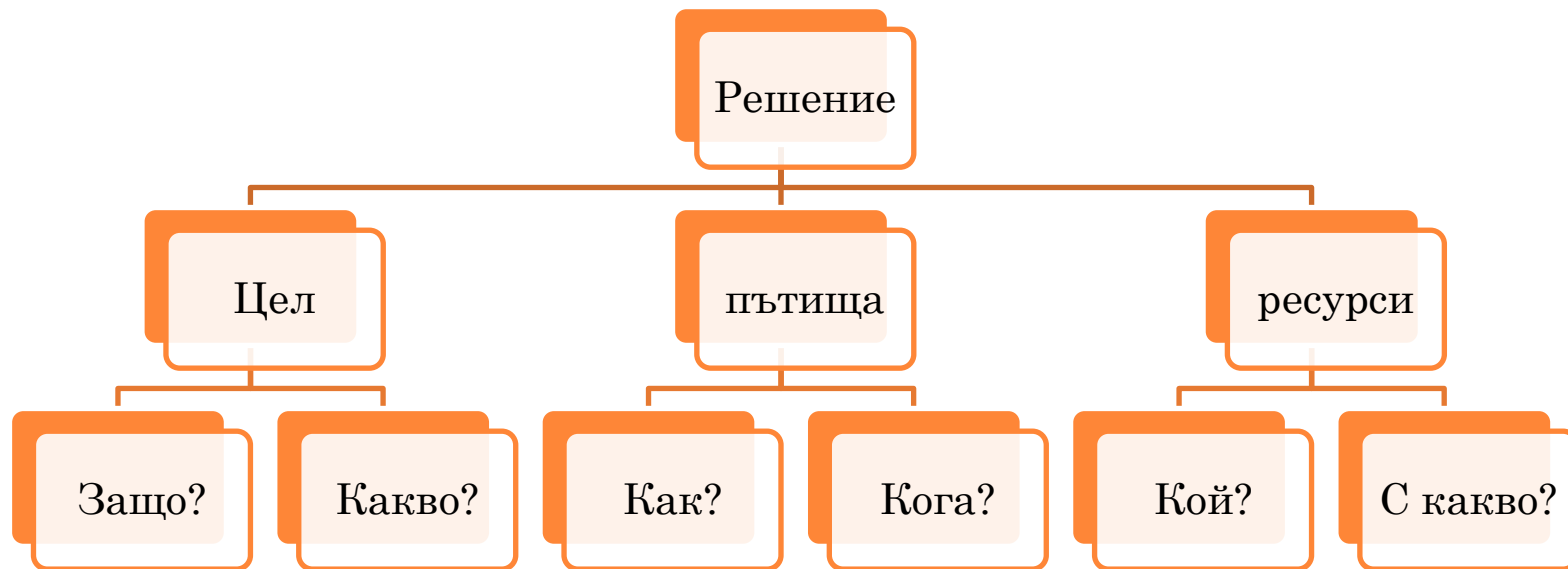 Решение
Цел
пътища
ресурси
Защо?
Какво?
Как?
Кога?
Кой?
С какво?